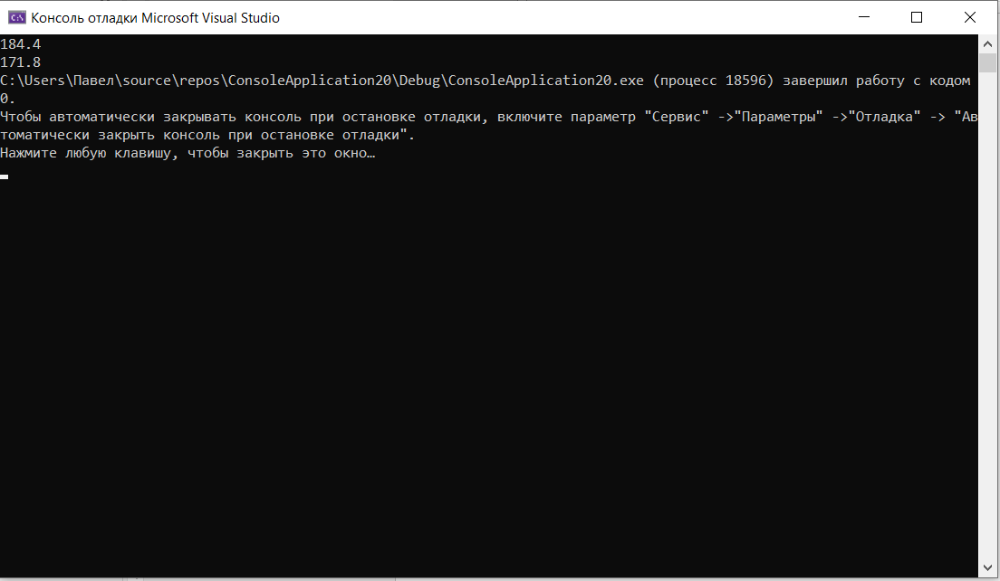 Консоль отладки Microsoft Visual Studio
184.4
171.8
C:\Users\Павел\source\repos\ConsoleApplication20\Debug\ConsoleApplication20.exe (процесс 18596) завершил работу с кодом
0.
Чтобы автоматически закрывать консоль при остановке отладки, включите параметр "Сервис" ->"Параметры" ->"Отладка" -> "Ав
томатически закрыть консоль при остановке отладки".
Нажмите любую клавишу, чтобы закрыть это окно…